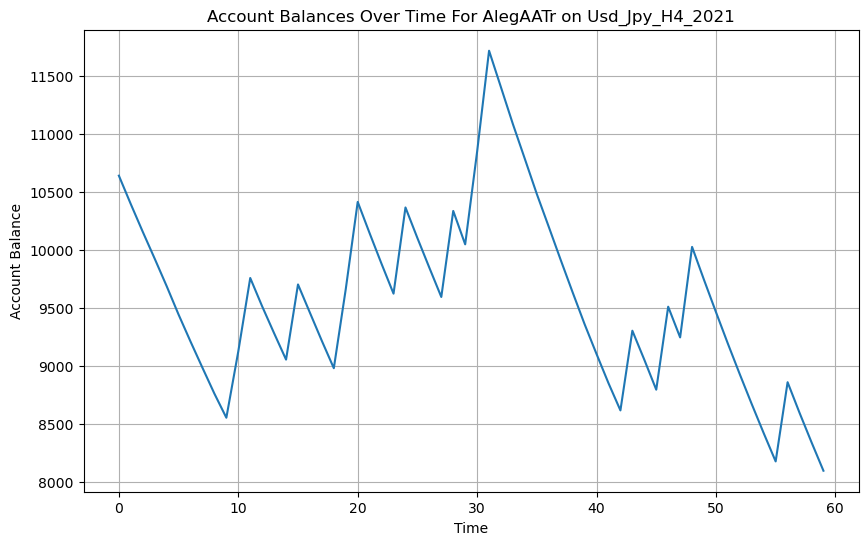 Account Balances Over Time For AlegAATr on Usd_Jpy_H4_2021
Account Balance
11500
11000
10500
10000
9500
9000
8500
8000
0 10 20 30 40 50 60
Time